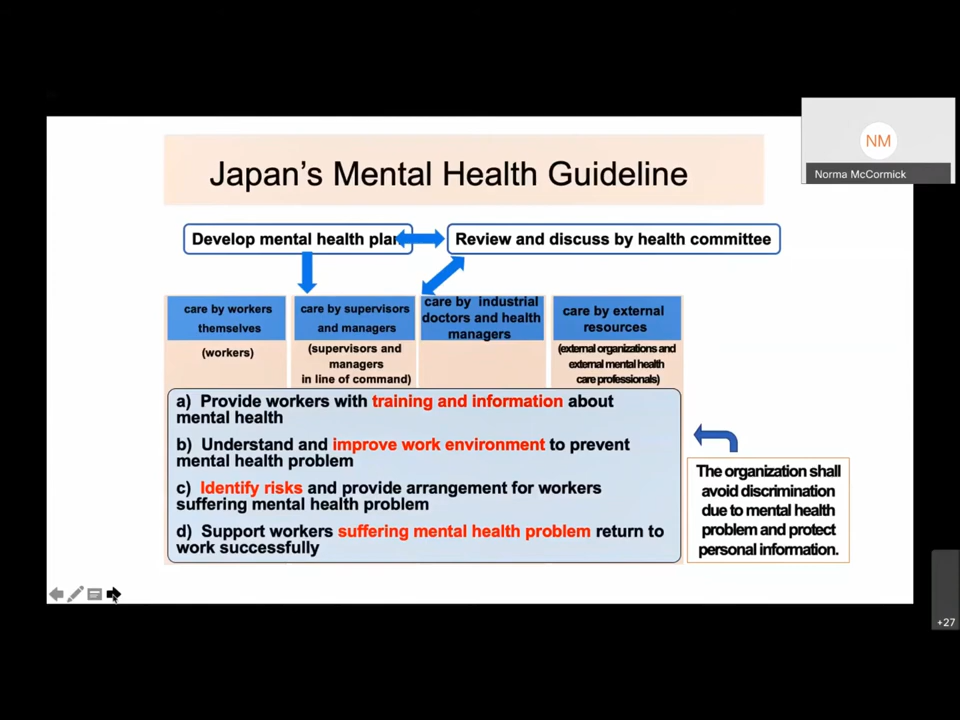 Japan's Mental Health Guideline
NM
Norma McCormick
Develop mental health plan
Review and discuss by health committee
care by workers
themselves
(workers)
care by supervisors
and managers
(supervisors and
managers
in line of command)
care by industrial
doctors and health
managers
care by external
resources
(external organizations and
external mental health
care professionals)
a) Provide workers with training and information about
mental health
b) Understand and improve work environment to prevent
mental health problem
c) Identify risks and provide arrangement for workers
suffering mental health problem
d) Support workers suffering mental health problem return to
work successfully
The organization shall
avoid discrimination
due to mental health
problem and protect
personal information.
+27